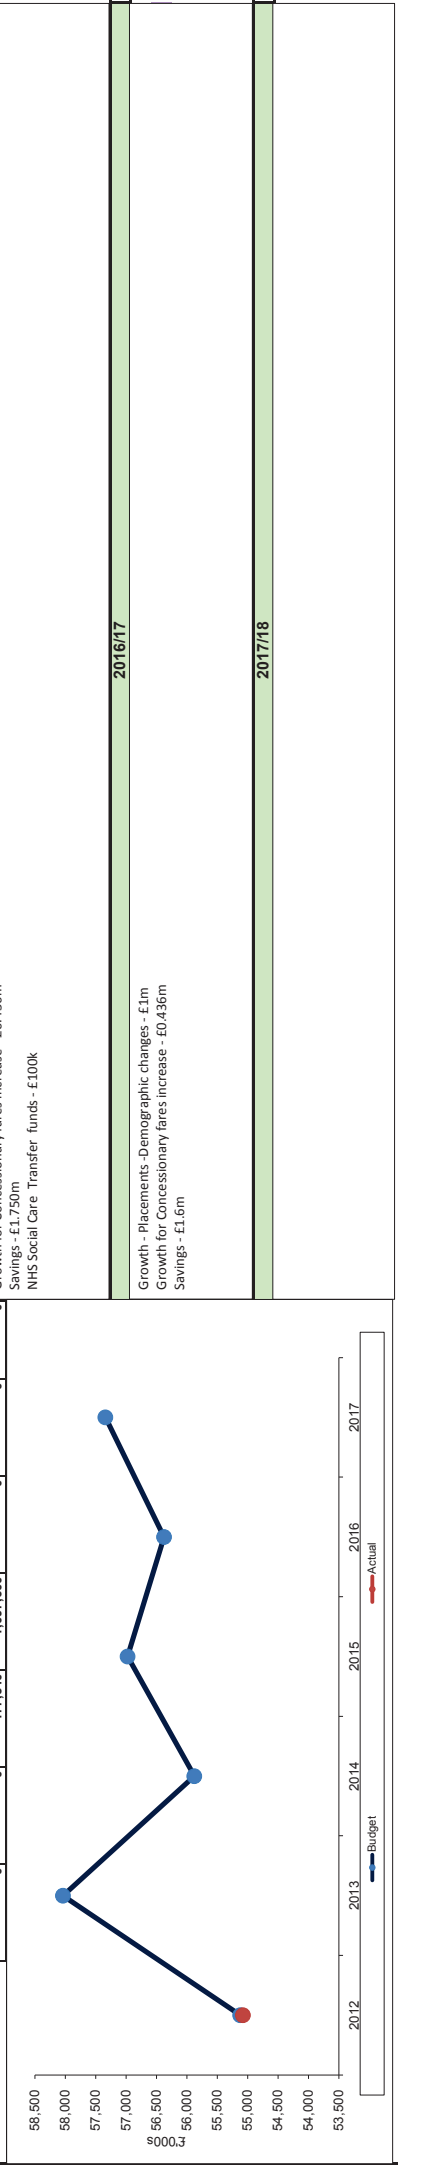 Savings - £1.750m
NHS Social Care Transfer funds - £100k
2016/17
Growth - Placements -Demographic changes - £1m
Growth for Concessionary fares increase - £0.436m
Savings - £1.6m
2017/18
58,500
58,000
57,500
57,000
56,500
56,000
55,500
55,000
54,500
54,000
53,500
£'000s
2012 2013 2014 2015 2016 2017
Budget Actual